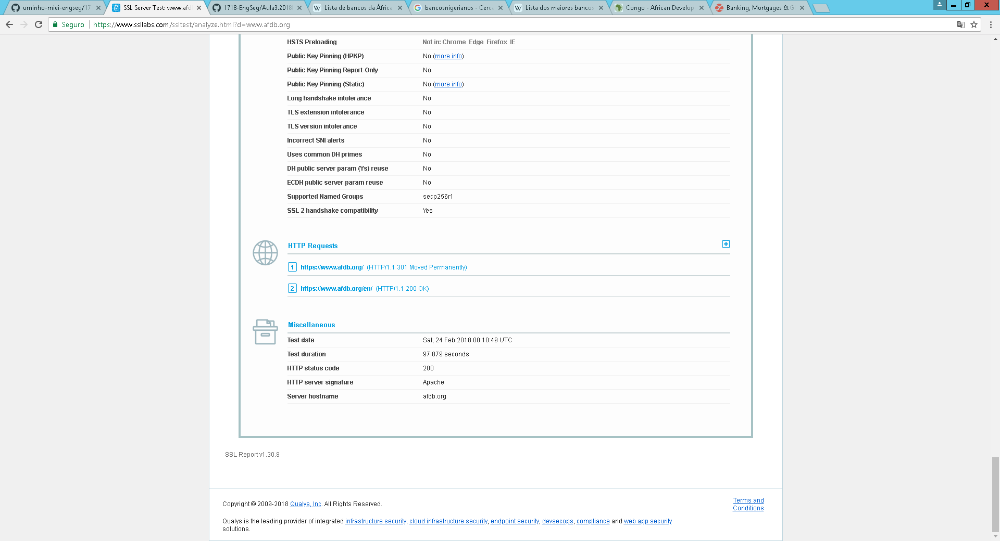 uminho-miei-engseg/17
SSL Server Test: www.afd
1718-EngSeg/Aula3.2018
Lista de bancos da África
bancosnigerianos - Cerca
Lista dos maiores bancos
Congo - African Develop
Banking, Mortgages & Gl
Seguro https://www.ssllabs.com/ssltest/analyze.html?d=www.afdb.org
HSTS Preloading Not in: Chrome Edge Firefox IE
Public Key Pinning (HPKP) No (more info)
Public Key Pinning Report-Only No
Public Key Pinning (Static) No (more info)
Long handshake intolerance No
TLS extension intolerance No
TLS version intolerance No
Incorrect SNI alerts No
Uses common DH primes No
DH public server param (Ys) reuse No
ECDH public server param reuse No
Supported Named Groups secp256r1
SSL 2 handshake compatibility Yes
HTTP Requests
1 https://www.afdb.org/ (HTTP/1.1 301 Moved Permanently)
2 https://www.afdb.org/en/ (HTTP/1.1 200 OK)
Miscellaneous
Test date Sat, 24 Feb 2018 00:10:49 UTC
Test duration 97.879 seconds
HTTP status code 200
HTTP server signature Apache
Server hostname afdb.org
SSL Report v1.30.8
Copyright © 2009-2018 Qualys, Inc. All Rights Reserved.
Terms and
Conditions
Qualys is the leading provider of integrated infrastructure security, cloud infrastructure security, endpoint security, devsecops, compliance and web app security
solutions.